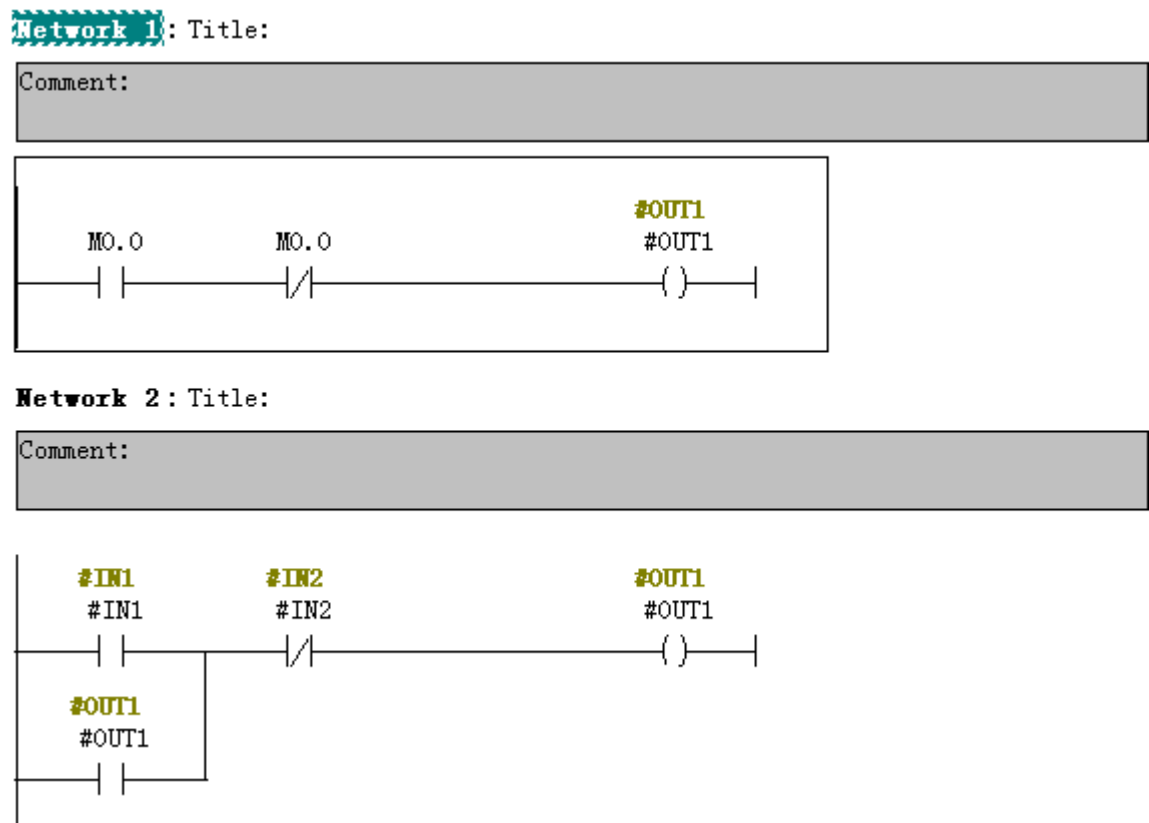 Network 1: Title:
Comment:
#OUT1
M0.0 M0.0 #OUT1
Network 2: Title:
Comment:
#IN1 #IN2 #OUT1
#IN1 #IN2 #OUT1
#OUT1
#OUT1